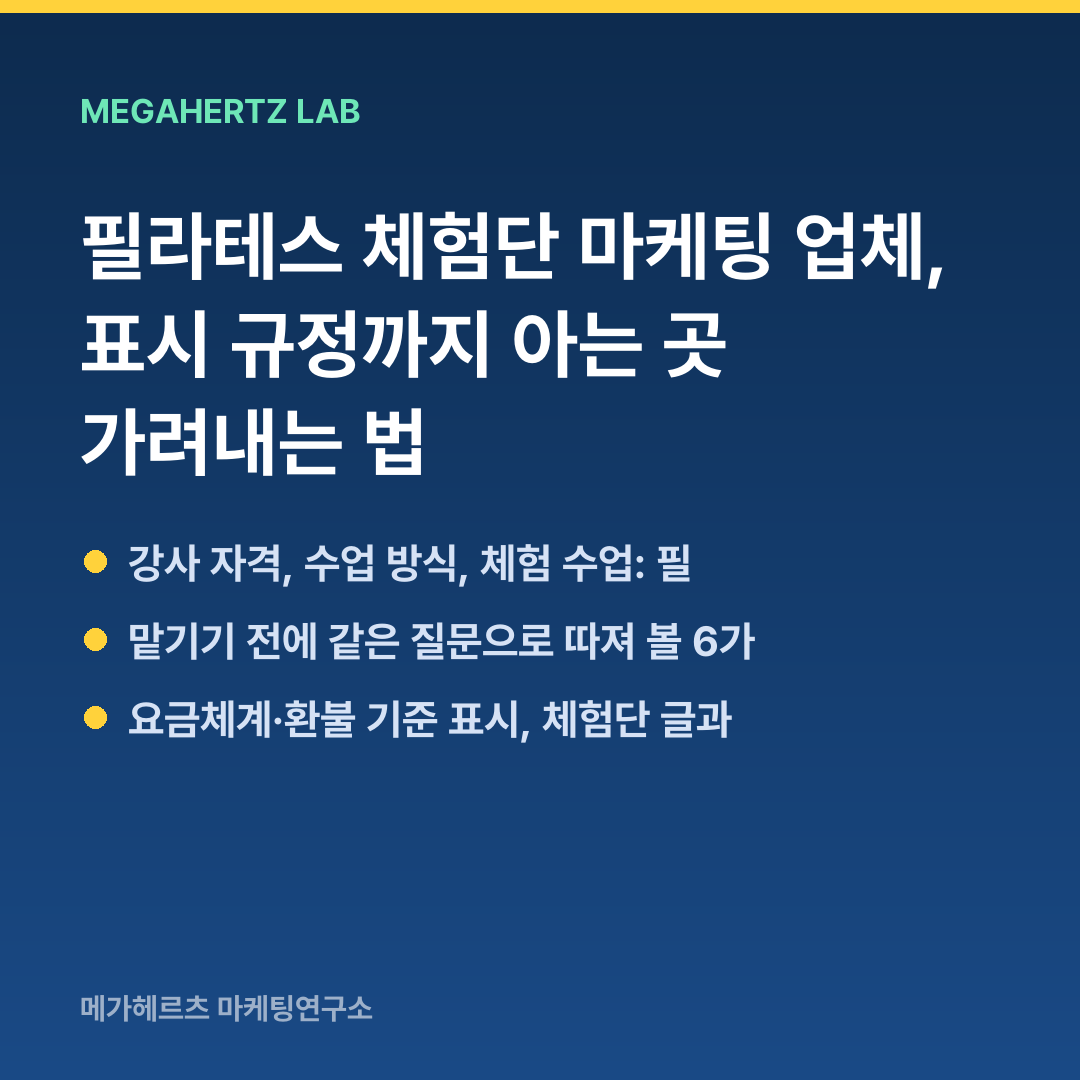 MEGAHERTZ LAB
필라테스 체험단 마케팅 업체,
표시 규정까지 아는 곳
가려내는 법
강사 자격, 수업 방식, 체험 수업: 필
맡기기 전에 같은 질문으로 따져 볼 6가
요금체계·환불 기준 표시, 체험단 글과
메가헤르츠 마케팅연구소